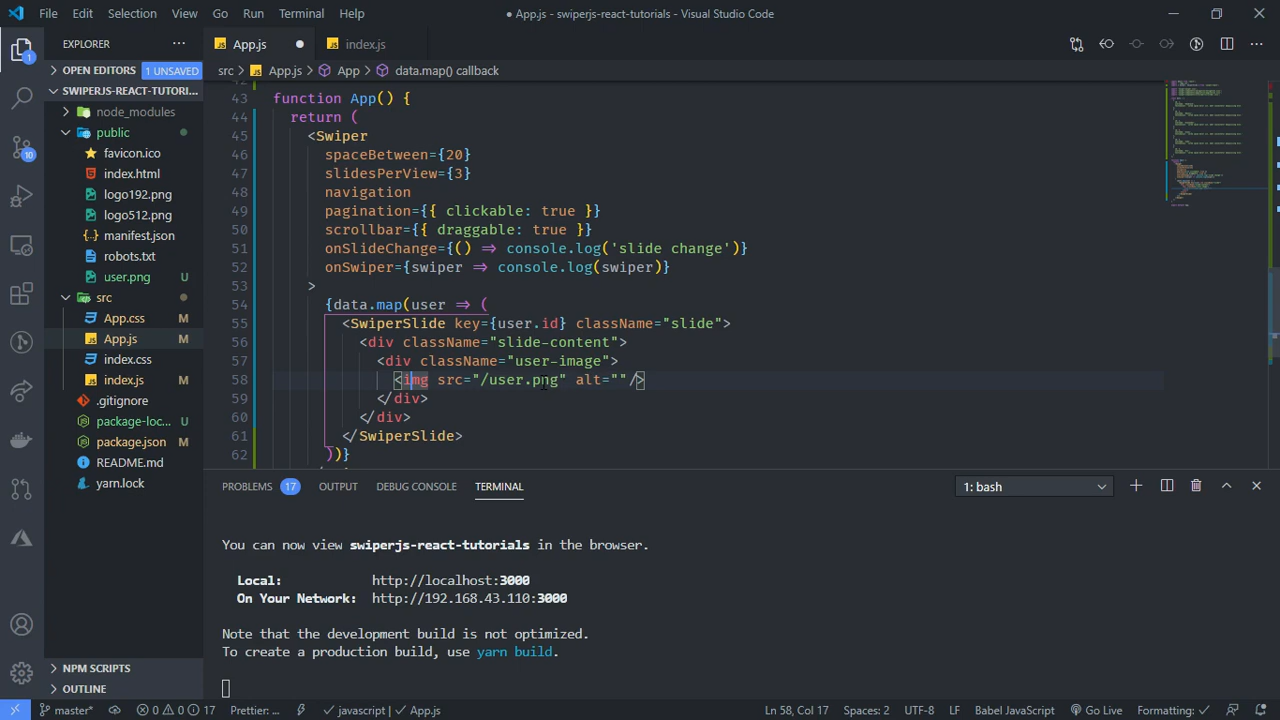 File Edit Selection View Go Run Terminal Help
● App.js - swiperjs-react-tutorials - Visual Studio Code
EXPLORER
OPEN EDITORS 1 UNSAVED
SWIPERJS-REACT-TUTORI...
node_modules
public
favicon.ico
index.html
logo192.png
logo512.png
manifest.json
robots.txt
user.png U
src
App.css M
App.js M
index.css
index.js M
.gitignore
package-loc... U
package.json M
README.md
yarn.lock
NPM SCRIPTS
OUTLINE
1
10
App.js index.js
src > App.js > App > data.map() callback
43 function App() {
44 return (
45 <Swiper
46 spaceBetween={20}
47 slidesPerView={3}
48 navigation
49 pagination={{ clickable: true }}
50 scrollbar={{ draggable: true }}
51 onSlideChange={() => console.log('slide change')}
52 onSwiper={swiper => console.log(swiper)}
53 >
54 {data.map(user => (
55 <SwiperSlide key={user.id} className="slide">
56 <div className="slide-content">
57 <div className="user-image">
58 <img src="/user.png" alt=""/>
59 </div>
60 </div>
61 </SwiperSlide>
62 ))}
PROBLEMS 17 OUTPUT DEBUG CONSOLE TERMINAL 1: bash
You can now view swiperjs-react-tutorials in the browser.
Local: http://localhost:3000
On Your Network: http://192.168.43.110:3000
Note that the development build is not optimized.
To create a production build, use yarn build.
master* 0 0 17 Prettier: ... javascript | App.js Ln 58, Col 17 Spaces: 2 UTF-8 LF Babel JavaScript Go Live Formatting: